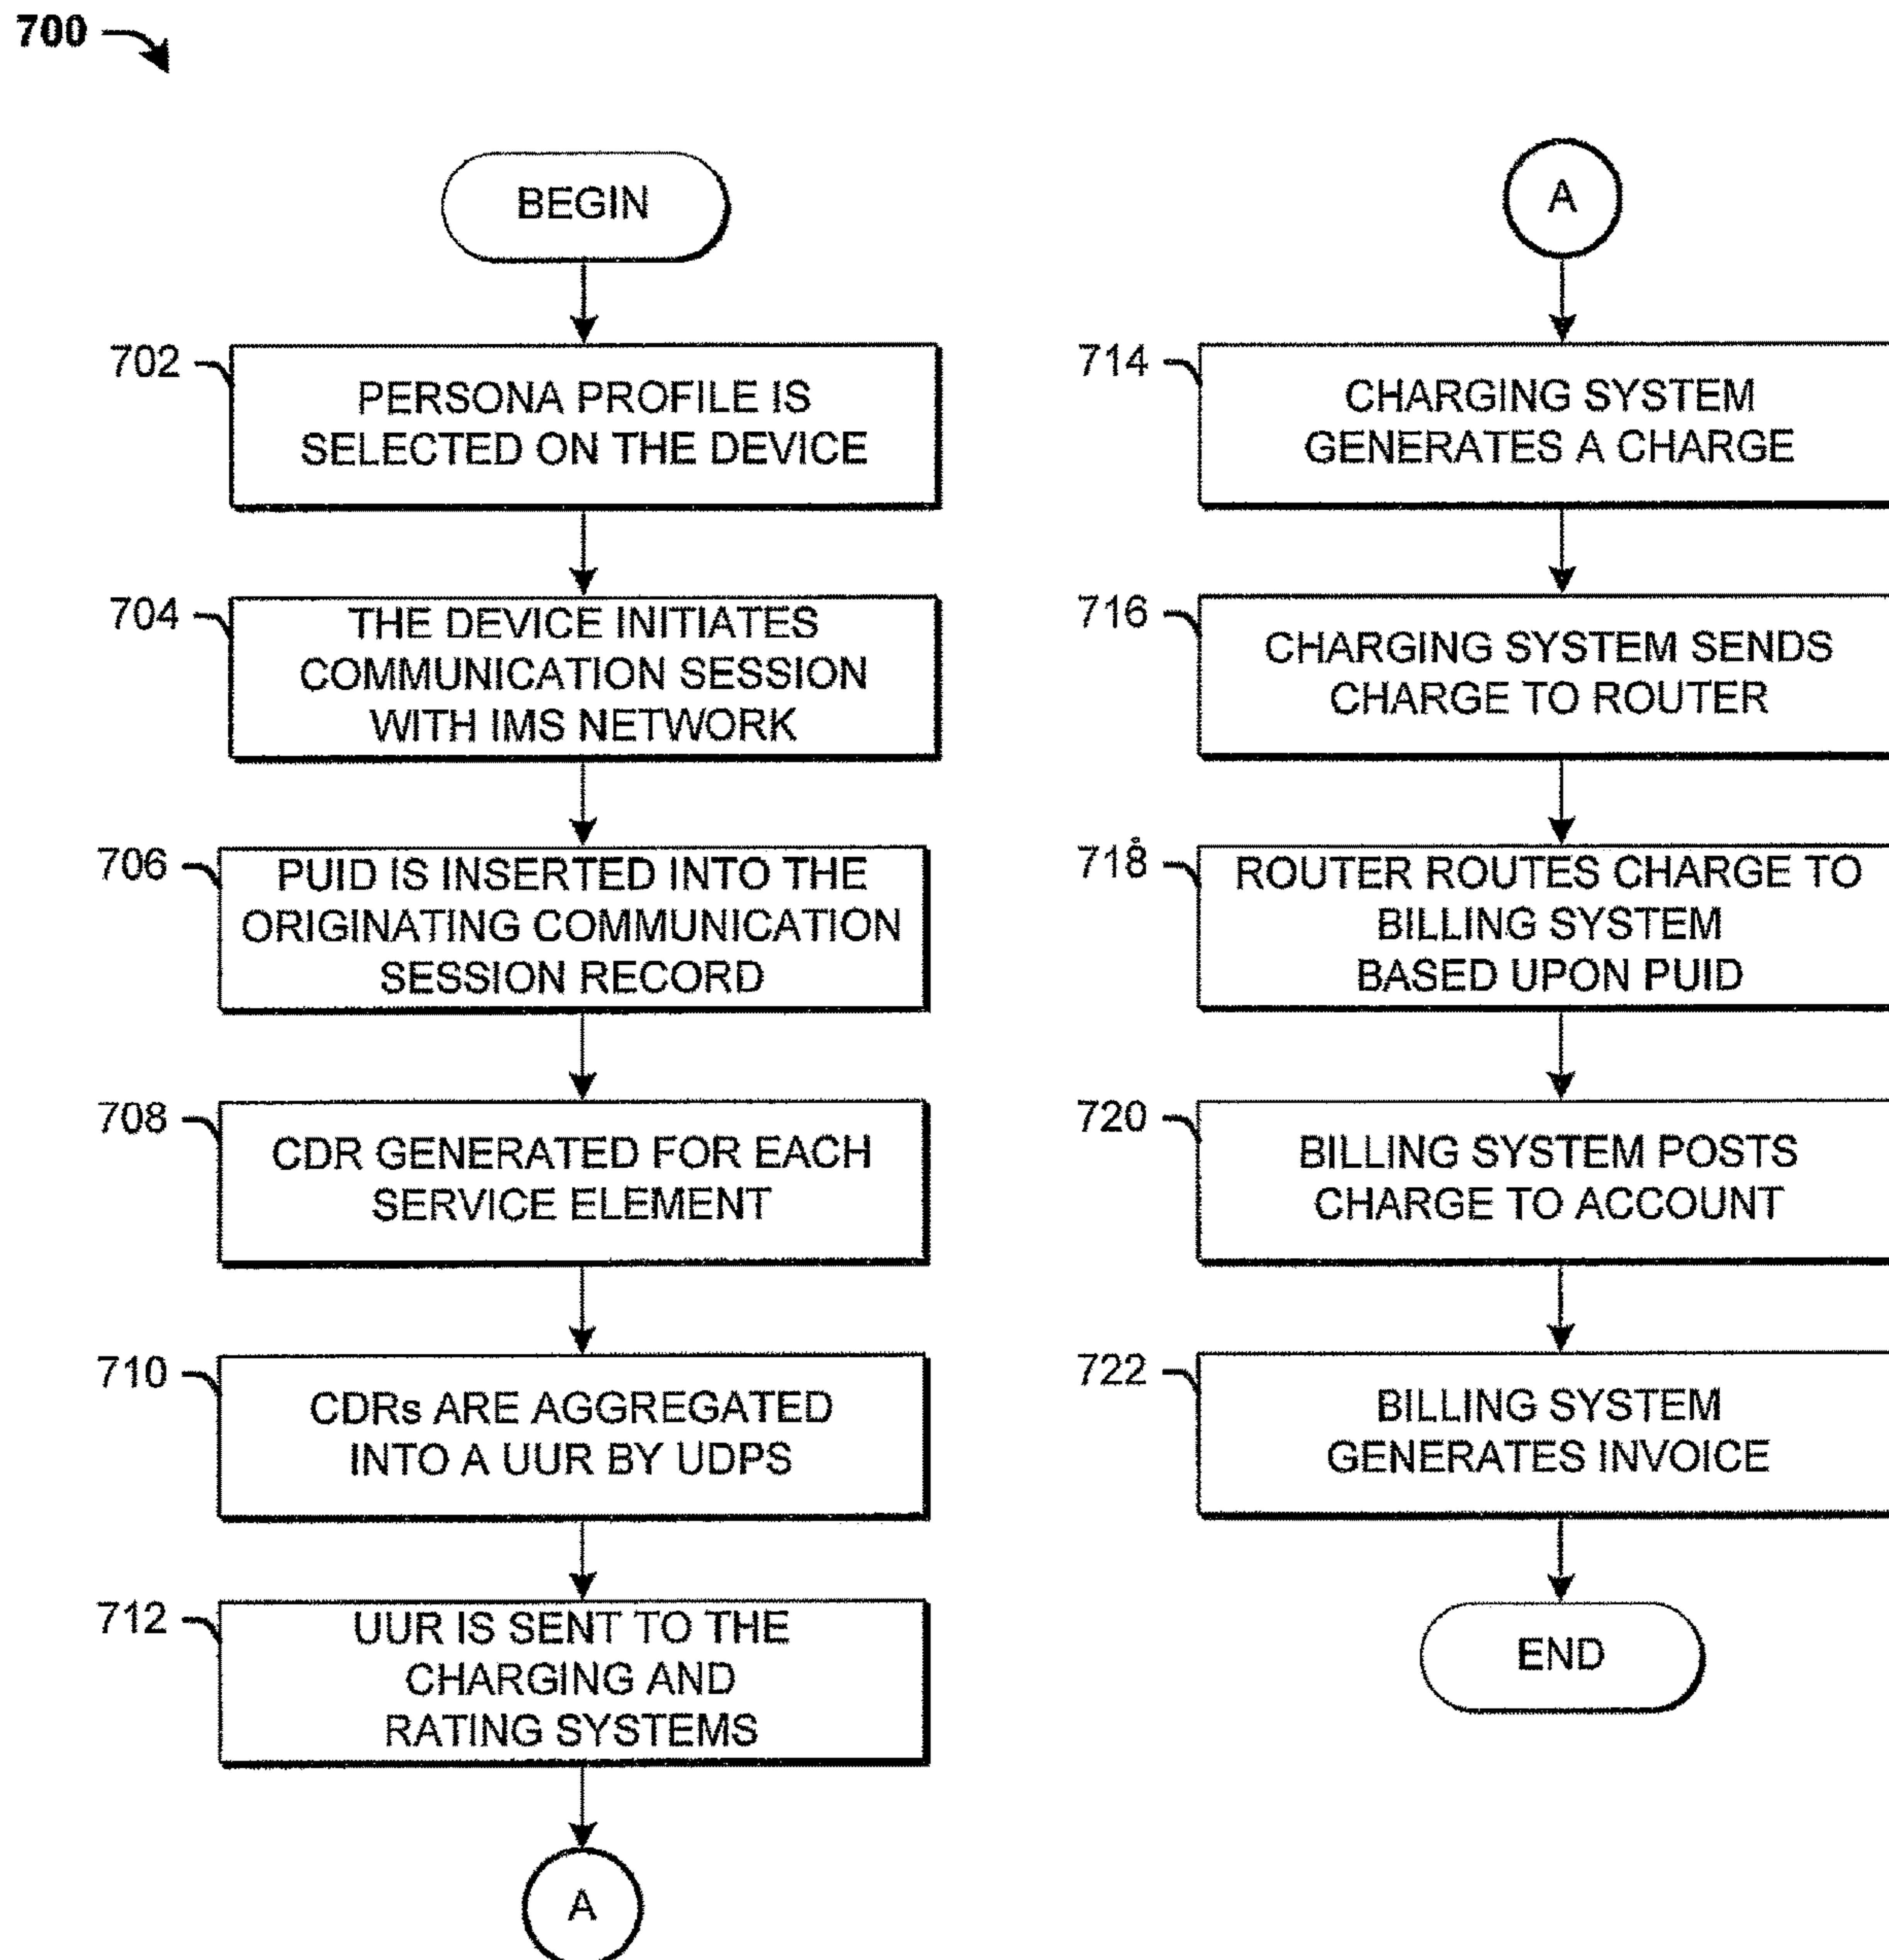 700
BEGIN
702
PERSONA PROFILE IS
SELECTED ON THE DEVICE
704
THE DEVICE INITIATES
COMMUNICATION SESSION
WITH IMS NETWORK
706
PUID IS INSERTED INTO THE
ORIGINATING COMMUNICATION
SESSION RECORD
708
CDR GENERATED FOR EACH
SERVICE ELEMENT
710
CDRs ARE AGGREGATED
INTO A UUR BY UDPS
712
UUR IS SENT TO THE
CHARGING AND
RATING SYSTEMS
A
A
714
CHARGING SYSTEM
GENERATES A CHARGE
716
CHARGING SYSTEM SENDS
CHARGE TO ROUTER
718
ROUTER ROUTES CHARGE TO
BILLING SYSTEM
BASED UPON PUID
720
BILLING SYSTEM POSTS
CHARGE TO ACCOUNT
722
BILLING SYSTEM
GENERATES INVOICE
END